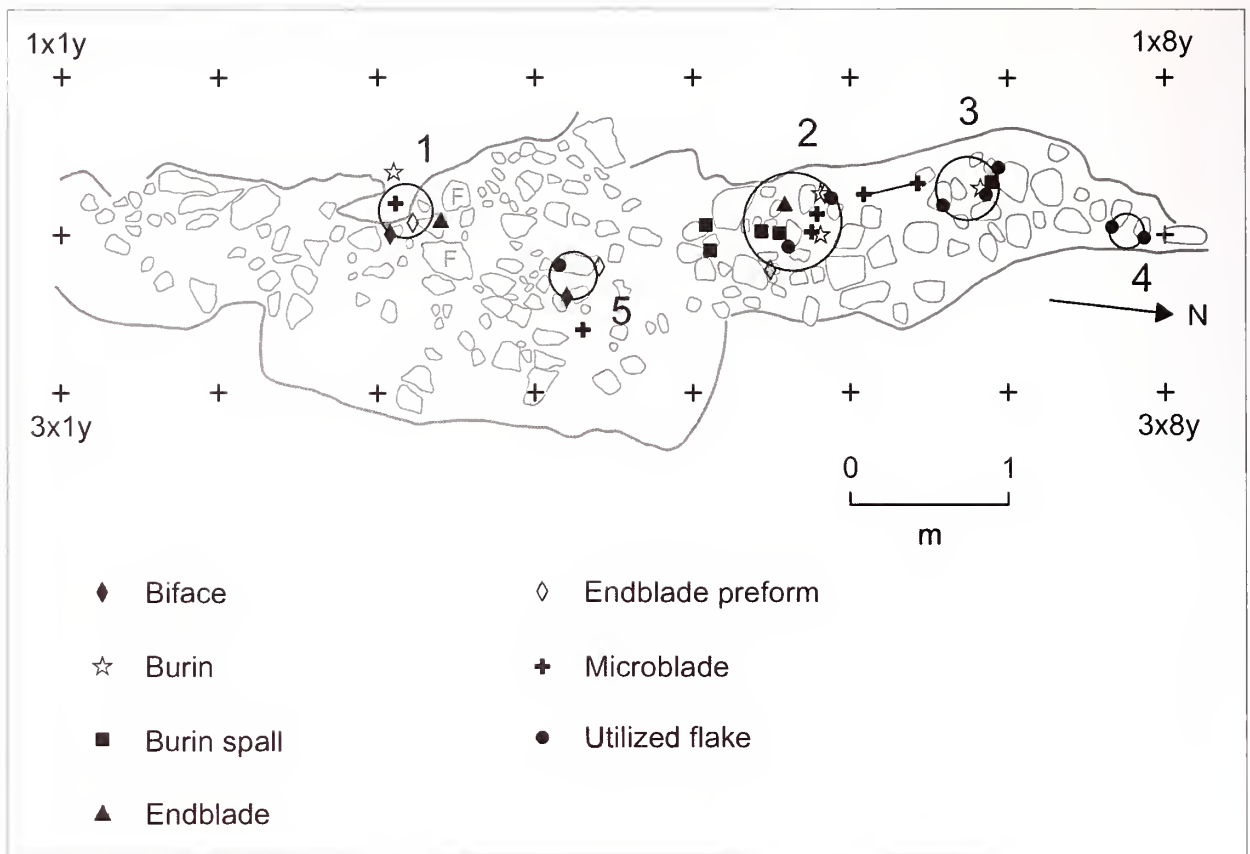 1x1y
1x8y
1
2
3
F
F
4
5
N
3x1y
3x8y
0 1
m
Biface
Endblade preform
Burin
Microblade
Burin spall
Utilized flake
Endblade